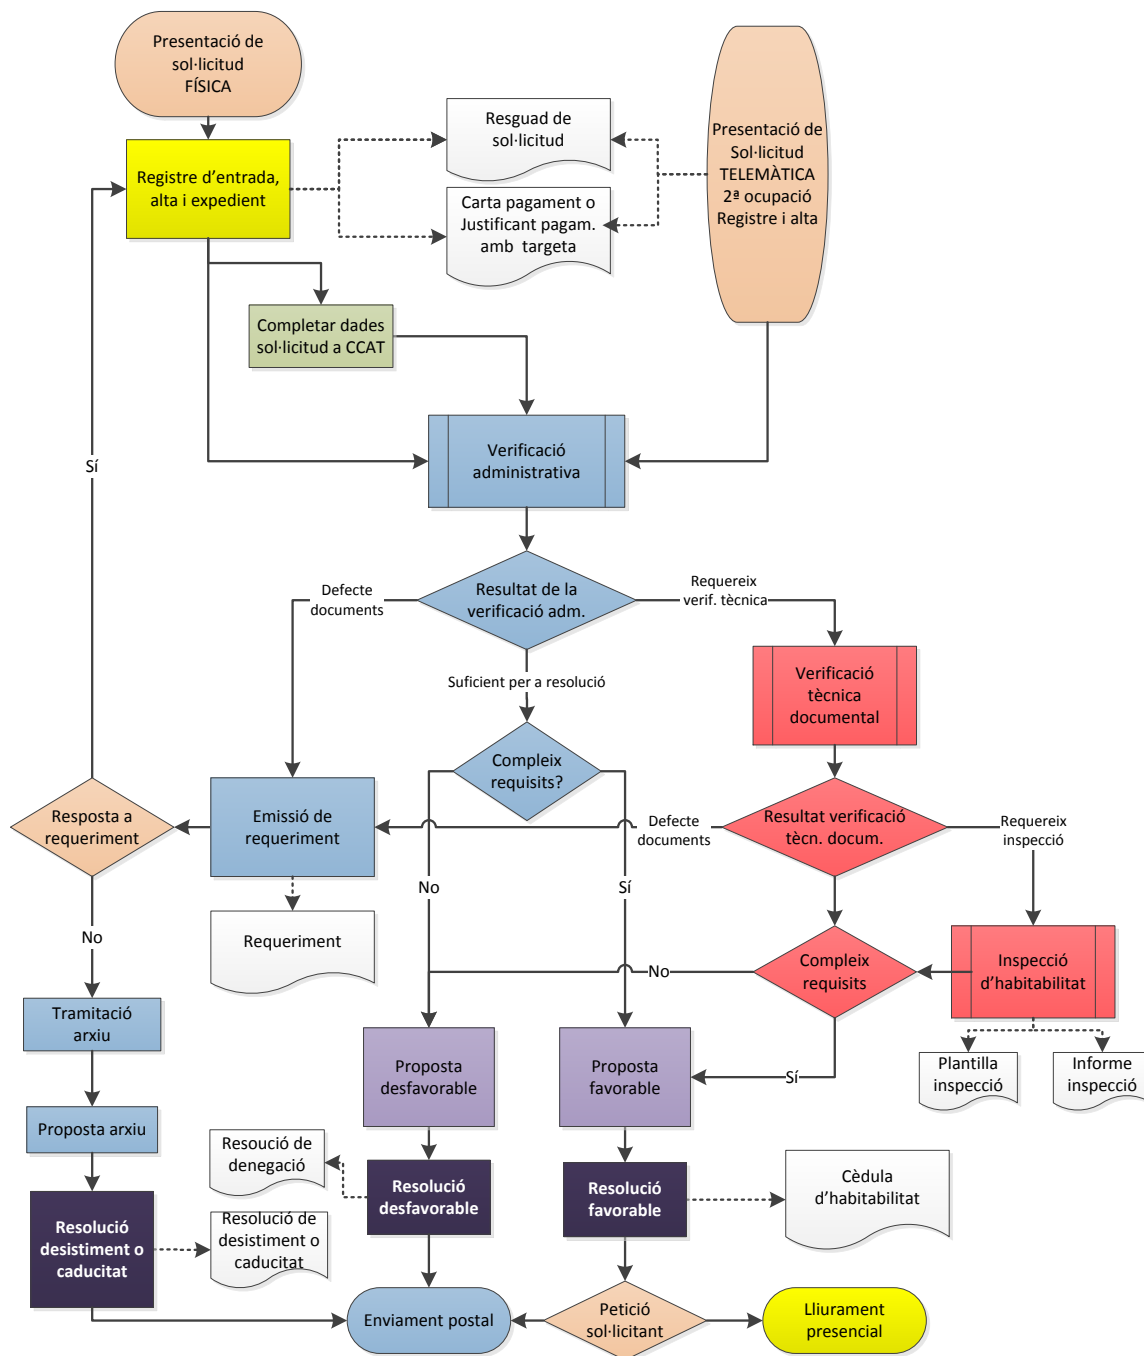 Presentació de
sol·licitud
FÍSICA
Resguad de
sol·licitud
Presentació de
Sol·licitud
TELEMÀTICA
2ª ocupació
Registre i alta
Registre d'entrada,
alta i expedient
Carta pagament o
Justificant pagam.
amb targeta
Completar dades
sol·licitud a CCAT
Verificació
administrativa
Sí
Resultat de la
verificació adm.
Defecte
documents
Requereix
verif. tècnica
Suficient per a resolució
Verificació
tècnica
documental
Compleix
requisits?
Resposta a
requeriment
Emissió de
requeriment
Defecte
documents
Resultat verificació
tècn. docum.
Requereix
inspecció
No
Sí
No
Requeriment
No
Compleix
requisits
Inspecció
d'habitabilitat
Tramitació
arxiu
Proposta
desfavorable
Proposta
favorable
Sí
Plantilla
inspecció
Informe
inspecció
Proposta arxiu
Resoució de
denegació
Resolució
desfavorable
Resolució
favorable
Cèdula
d'habitabilitat
Resolució
desistiment o
caducitat
Resolució de
desistiment o
caducitat
Enviament postal
Petició
sol·licitant
Lliurament
presencial